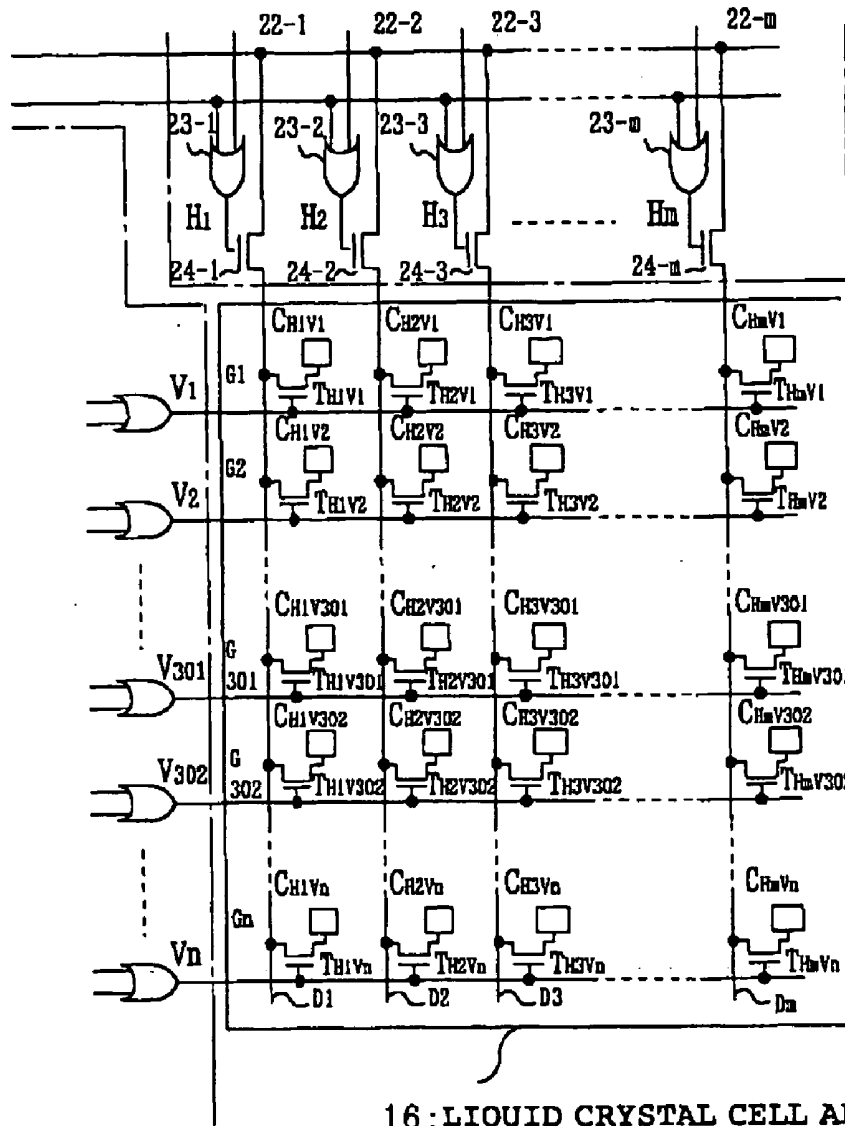 22-1 22-2 22-3 22-m
23-1 23-2 23-3 23-m
H1 H2 H3 Hm
24-1 24-2 24-3 24-m
CH1V1 CH2V1 CH3V1 CHmV1
V1 G1 TH1V1 TH2V1 TH3V1 THmV1
CH1V2 CH2V2 CH3V2 CHmV2
V2 G2 TH1V2 TH2V2 TH3V2 THmV2
CH1V301 CH2V301 CH3V301 CHmV301
V301 G 301 TH1V301 TH2V301 TH3V301 THmV301
CH1V302 CH2V302 CH3V302 CHmV302
V302 G 302 TH1V302 TH2V302 TH3V302 THmV302
CH1Vn CH2Vn CH3Vn CHmVn
Vn Gn TH1Vn TH2Vn TH3Vn THmVn
D1 D2 D3 Dm
16:LIQUID CRYSTAL CELL